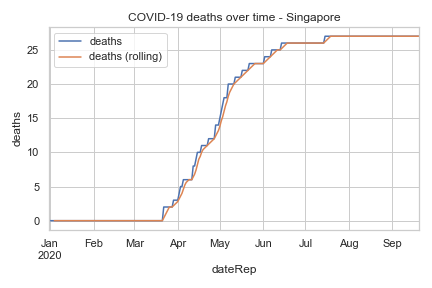 COVID-19 deaths over time - Singapore
deaths
deaths (rolling)
deaths
25
20
15
10
5
0
Jan Feb Mar Apr May Jun Jul Aug Sep
2020
dateRep